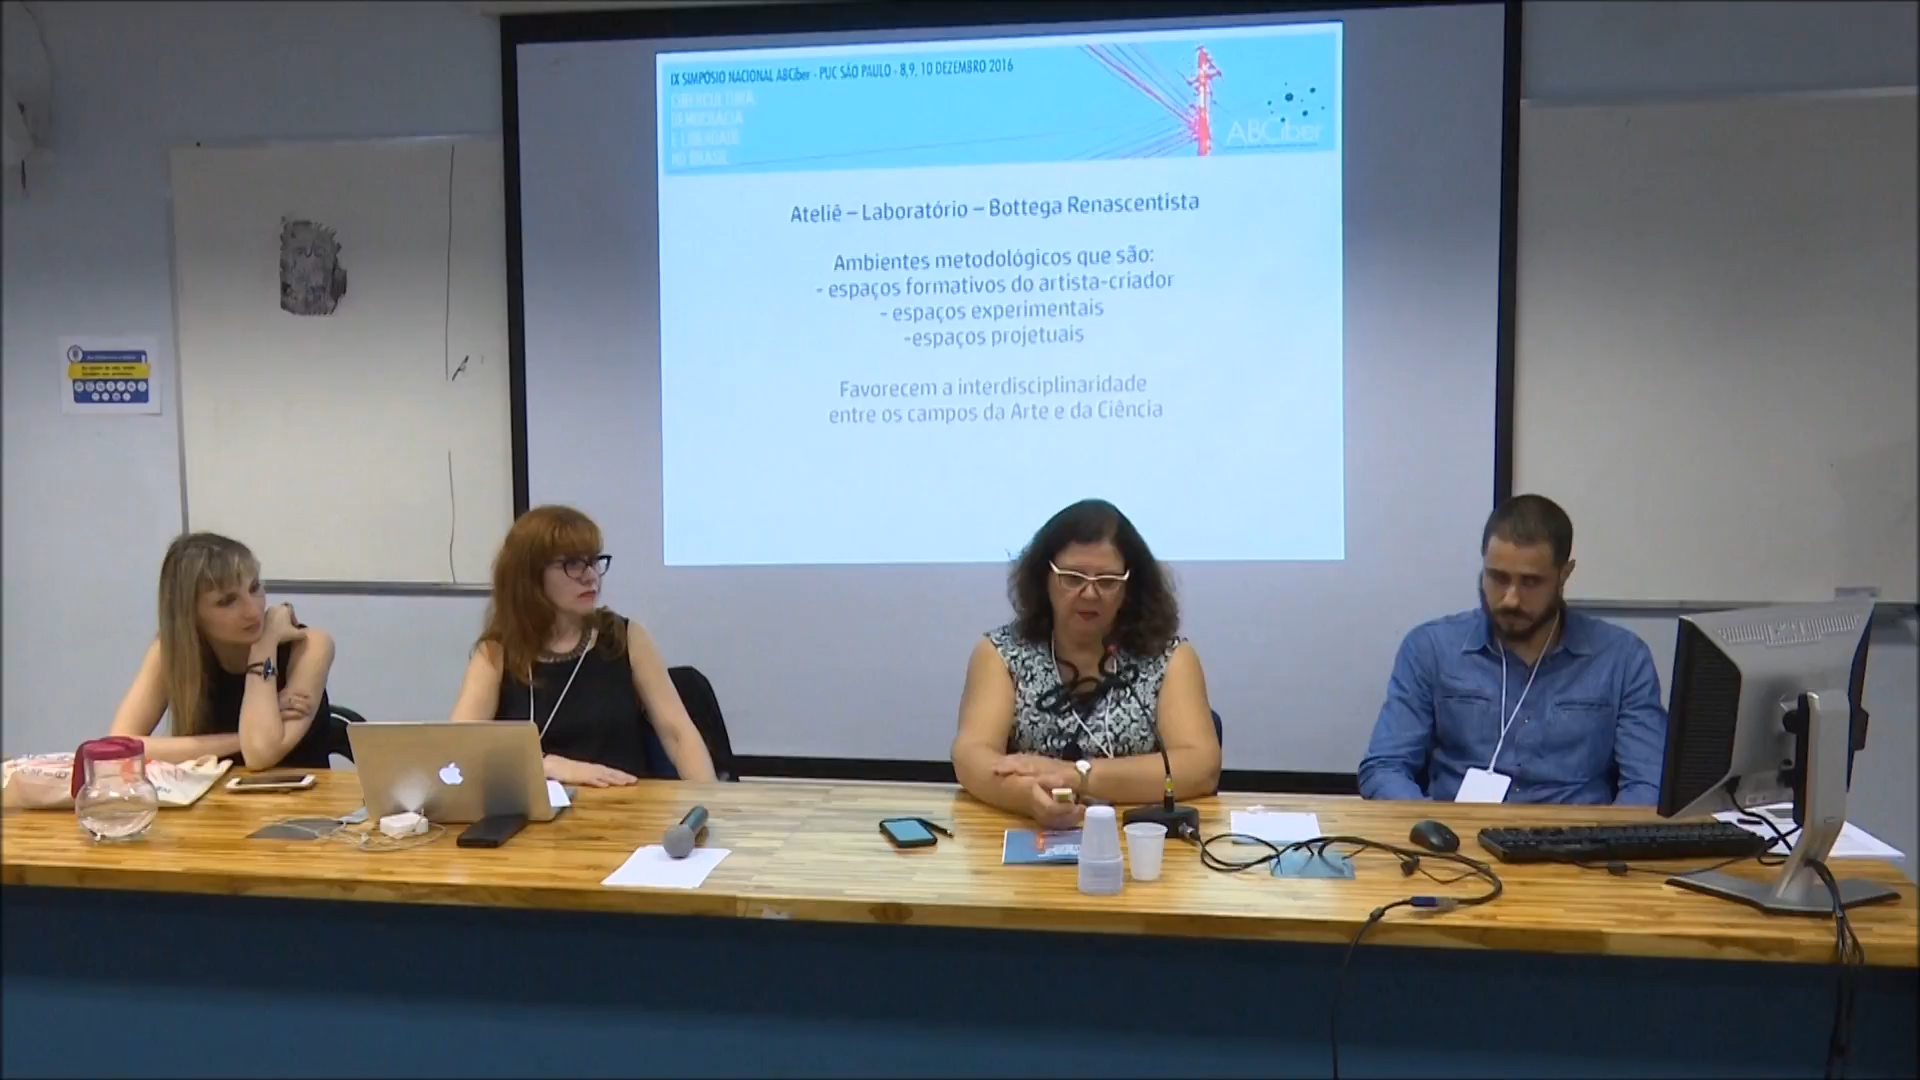 IX SIMPÓSIO NACIONAL ABCiber - PUC SÃO PAULO - 8,9, 10 DEZEMBRO 2016
CIBERCULTURA
DEMOCRACIA
E LIBERDADE
NO BRASIL
ABCiber
Ateliê – Laboratório – Bottega Renascentista
Ambientes metodológicos que são:
- espaços formativos do artista-criador
- espaços experimentais
-espaços projetuais
Favorecem a interdisciplinaridade
entre os campos da Arte e da Ciência